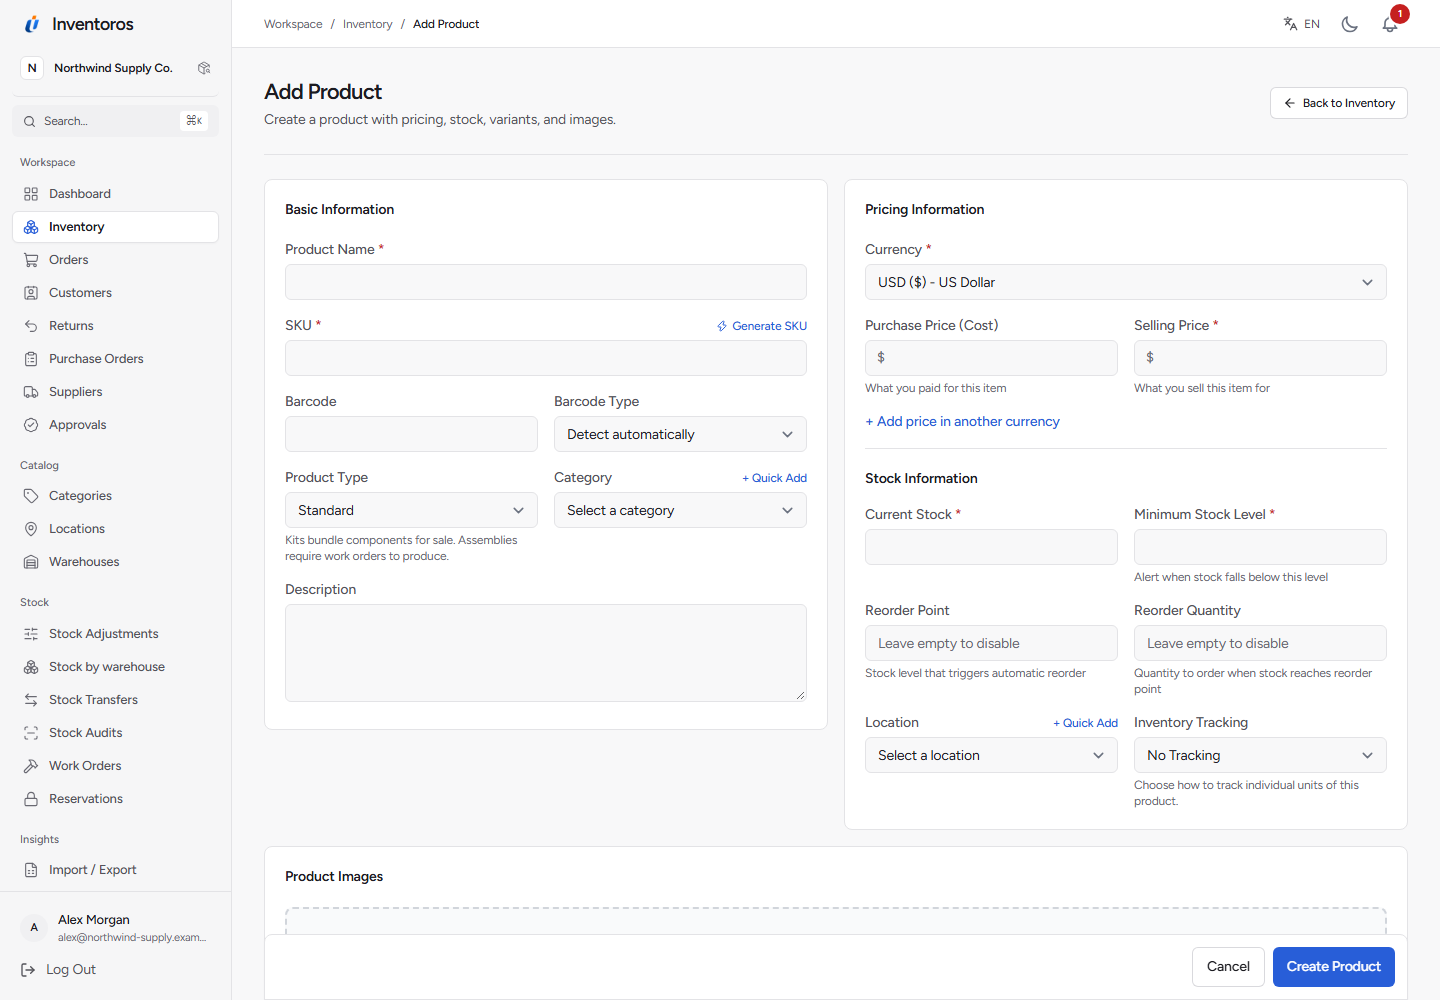 Inventoros
N
Northwind Supply Co.
Search...
⌘K
Workspace
Dashboard
Inventory
Orders
Customers
Returns
Purchase Orders
Suppliers
Approvals
Catalog
Categories
Locations
Warehouses
Stock
Stock Adjustments
Stock by warehouse
Stock Transfers
Stock Audits
Work Orders
Reservations
Insights
Import / Export
A
Alex Morgan
alex@northwind-supply.exam...
Log Out
Workspace / Inventory / Add Product
EN
1
Add Product
Create a product with pricing, stock, variants, and images.
Back to Inventory
Basic Information
Product Name *
SKU *
Generate SKU
Barcode
Barcode Type
Detect automatically
Product Type
Category
+ Quick Add
Standard
Select a category
Kits bundle components for sale. Assemblies
require work orders to produce.
Description
Pricing Information
Currency *
USD ($) - US Dollar
Purchase Price (Cost)
Selling Price *
$
$
What you paid for this item
What you sell this item for
+ Add price in another currency
Stock Information
Current Stock *
Minimum Stock Level *
Alert when stock falls below this level
Reorder Point
Reorder Quantity
Leave empty to disable
Leave empty to disable
Stock level that triggers automatic reorder
Quantity to order when stock reaches reorder
point
Location
+ Quick Add
Inventory Tracking
Select a location
No Tracking
Choose how to track individual units of this
product.
Product Images
Cancel
Create Product